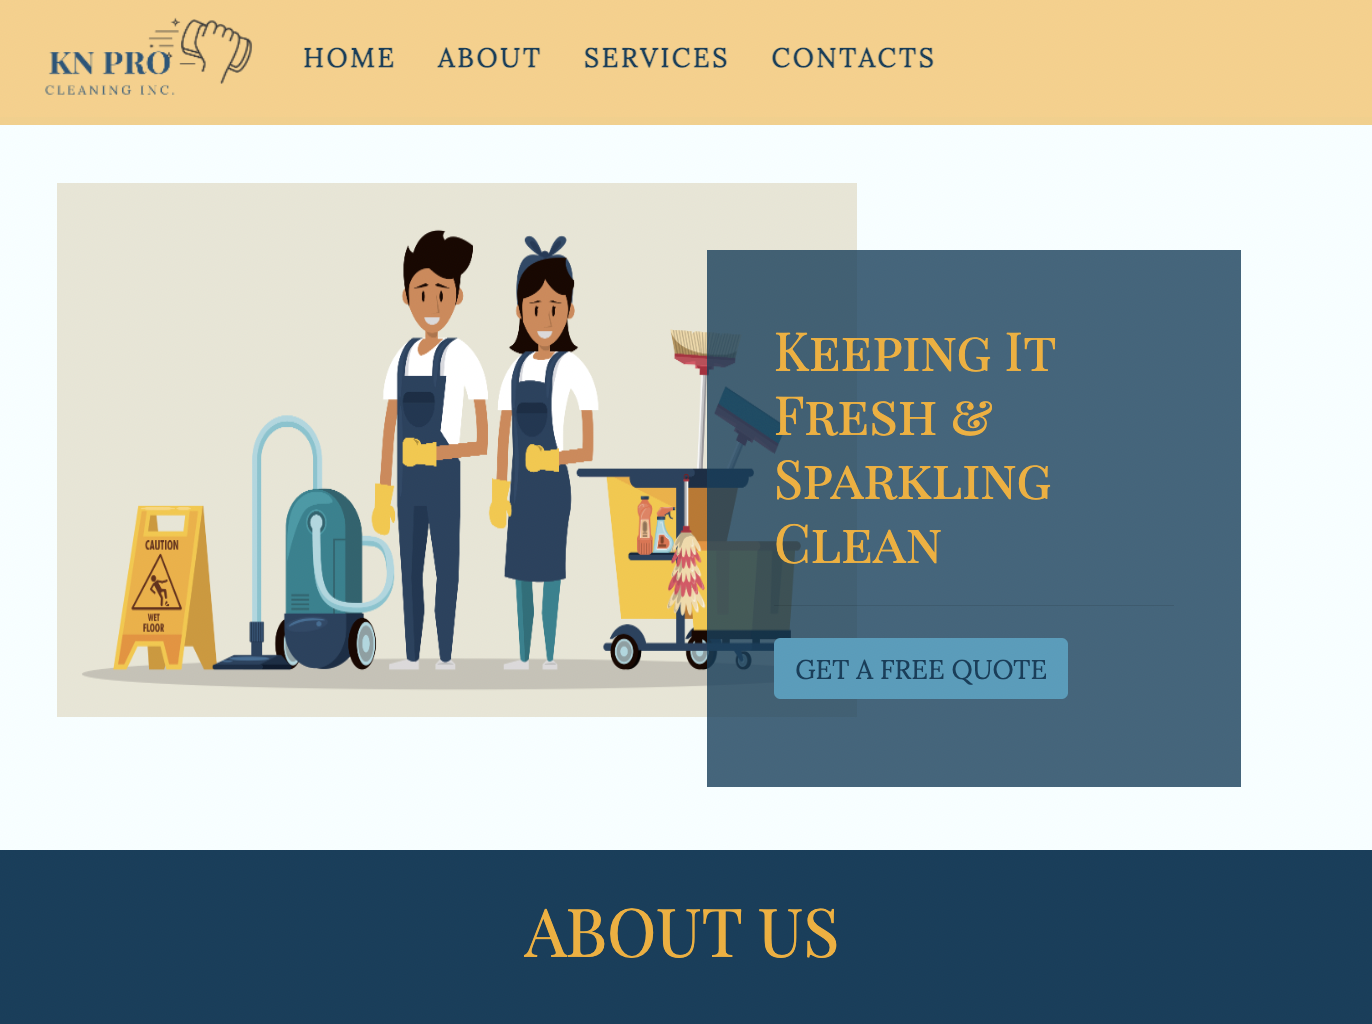 KN PRO
CLEANING INC.
HOME ABOUT SERVICES CONTACTS
CAUTION
WET
FLOOR
Keeping It
Fresh &
Sparkling
Clean
GET A FREE QUOTE
ABOUT US